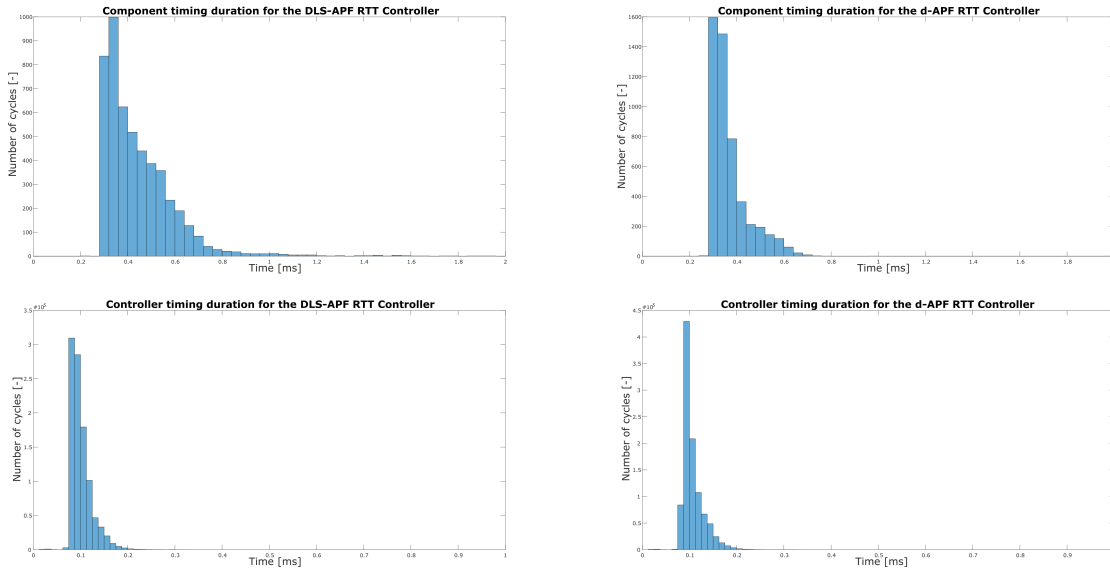 Component timing duration for the DLS-APF RTT Controller
Number of cycles [-]
1000
900
800
700
600
500
400
300
200
100
0
0 0.2 0.4 0.6 0.8 1 1.2 1.4 1.6 1.8 2
Time [ms]
Component timing duration for the d-APF RTT Controller
Number of cycles [-]
1600
1400
1200
1000
800
600
400
200
0
0 0.2 0.4 0.6 0.8 1 1.2 1.4 1.6 1.8
Time [ms]
Controller timing duration for the DLS-APF RTT Controller
Number of cycles [-]
3.5
3
2.5
2
1.5
1
0.5
0
0 0.1 0.2 0.3 0.4 0.5 0.6 0.7 0.8 0.9 1
Time [ms]
Controller timing duration for the d-APF RTT Controller
Number of cycles [-]
4.5
4
3.5
3
2.5
2
1.5
1
0.5
0
0 0.1 0.2 0.3 0.4 0.5 0.6 0.7 0.8 0.9
Time [ms]